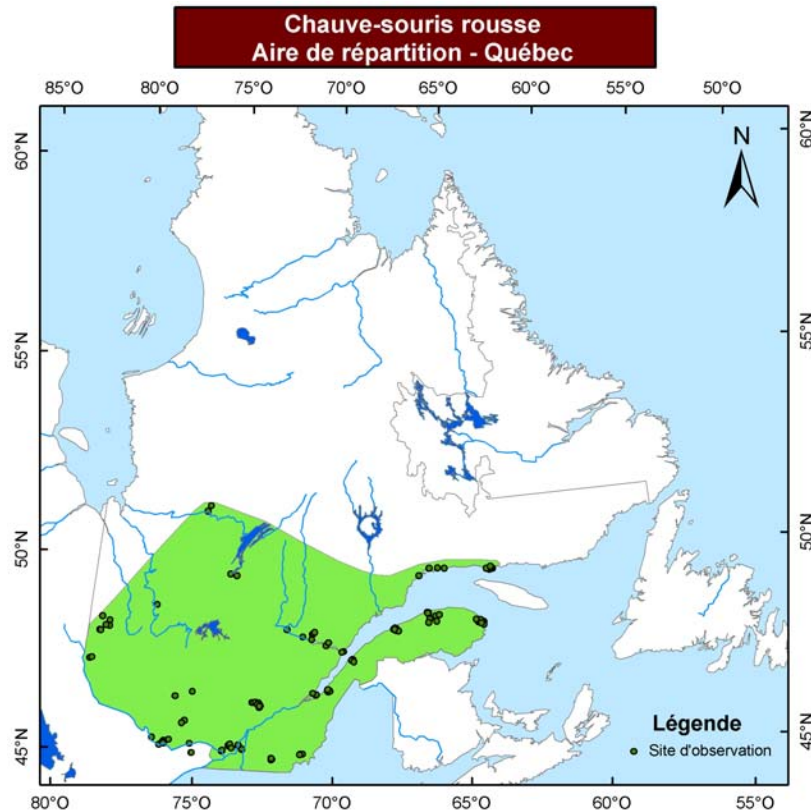 Chauve-souris rousse
Aire de répartition - Québec
85°O 80°O 75°O 70°O 65°O 60°O 55°O 50°O
60°N 60°N
N
55°N 55°N
50°N 50°N
45°N 45°N
Légende
Site d'observation
80°O 75°O 70°O 65°O 60°O 55°O